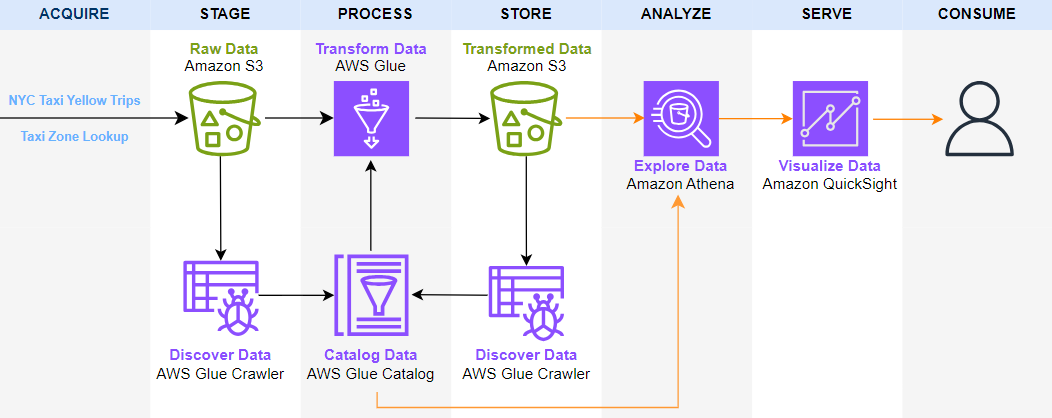 ACQUIRE
STAGE
PROCESS
STORE
ANALYZE
SERVE
CONSUME
Raw Data
Amazon S3
Transform Data
AWS Glue
Transformed Data
Amazon S3
NYC Taxi Yellow Trips
Taxi Zone Lookup
Explore Data
Amazon Athena
Visualize Data
Amazon QuickSight
Discover Data
AWS Glue Crawler
Catalog Data
AWS Glue Catalog
Discover Data
AWS Glue Crawler